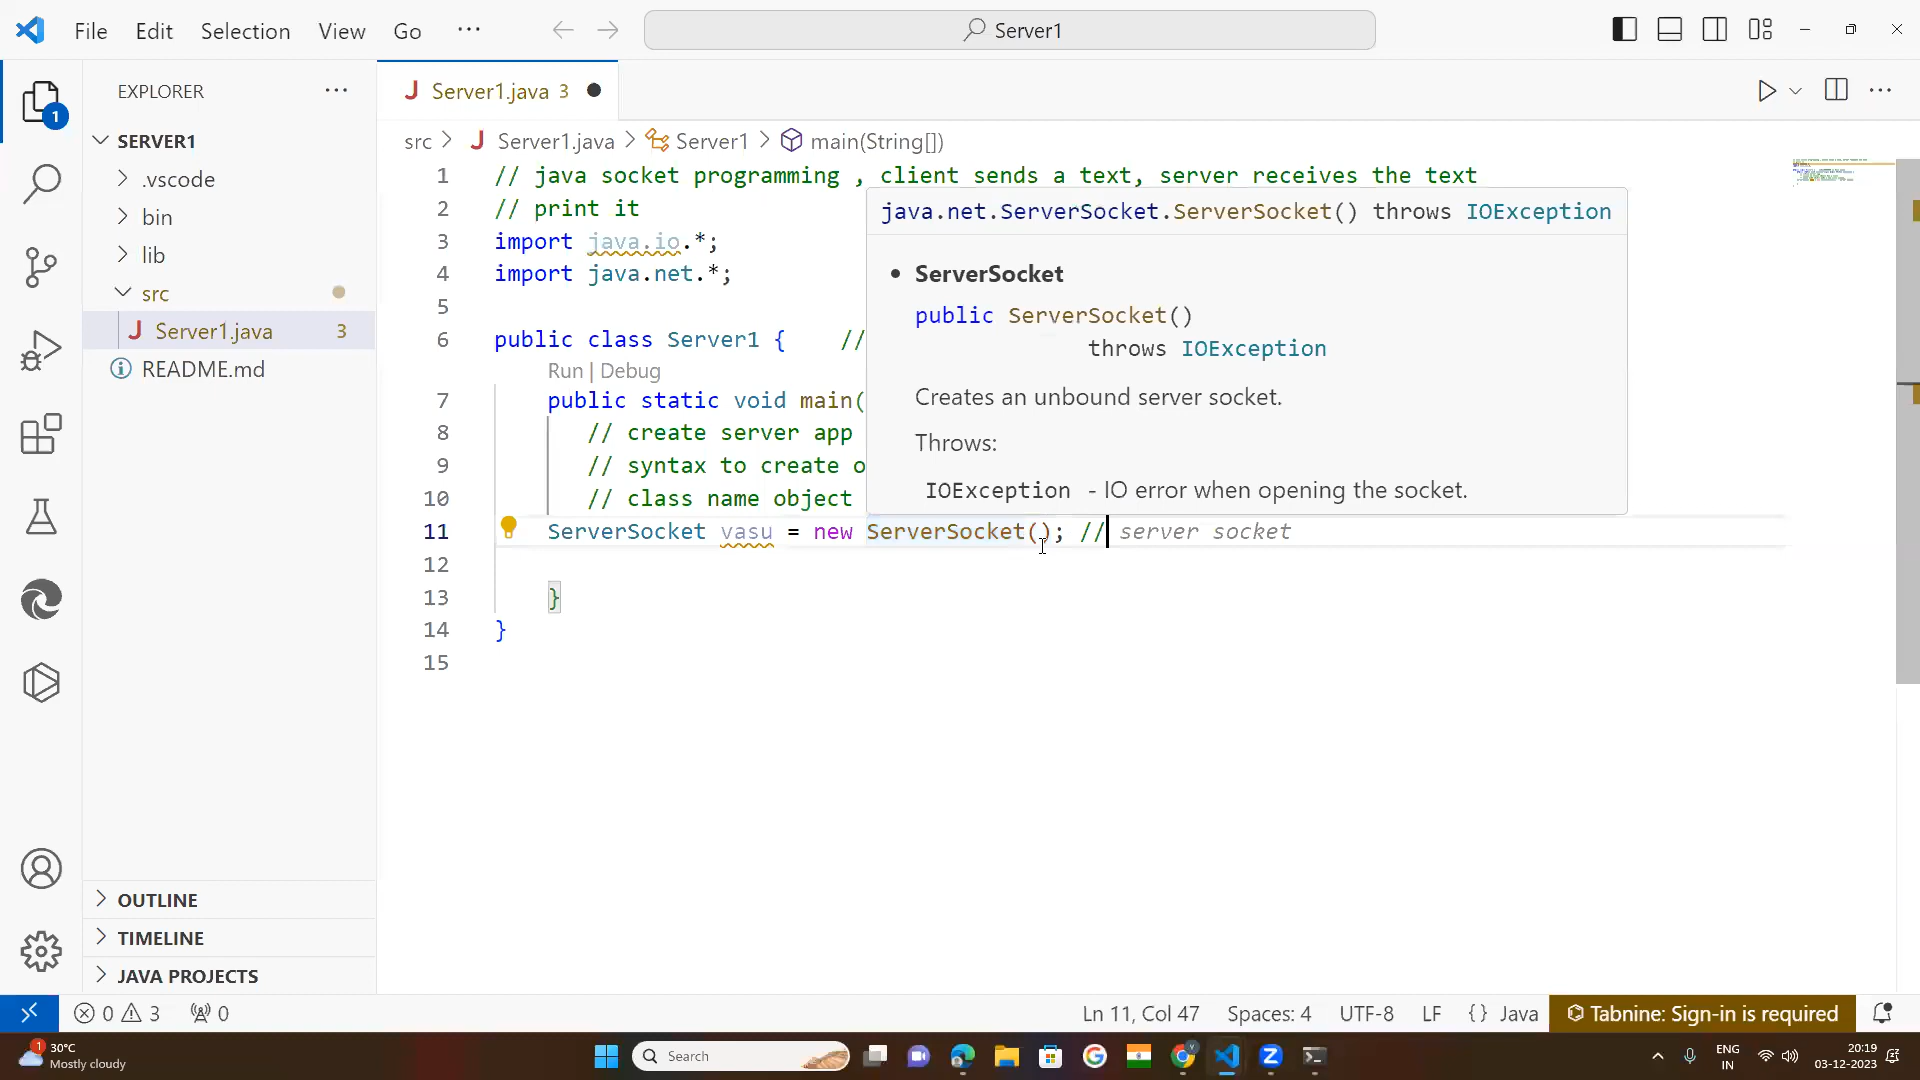 File Edit Selection View Go ··· Server1
EXPLORER ···
SERVER1
.vscode
bin
lib
src
Server1.java 3
README.md
OUTLINE
TIMELINE
JAVA PROJECTS
1
Server1.java 3
src > Server1.java > Server1 > main(String[])
1 // java socket programming , client sends a text, server receives the text
2 // print it
3 import java.io.*;
4 import java.net.*;
5
6 public class Server1 { //
Run | Debug
7 public static void main(
8 // create server app
9 // syntax to create o
10 // class name object
11 ServerSocket vasu = new ServerSocket(); // server socket
12
13 }
14 }
15
java.net.ServerSocket.ServerSocket() throws IOException
• ServerSocket
public ServerSocket()
throws IOException
Creates an unbound server socket.
Throws:
IOException - IO error when opening the socket.
0 3 0 Ln 11, Col 47 Spaces: 4 UTF-8 LF {} Java Tabnine: Sign-in is required
1 30°C
Mostly cloudy
Search
ENG
IN
20:19
03-12-2023